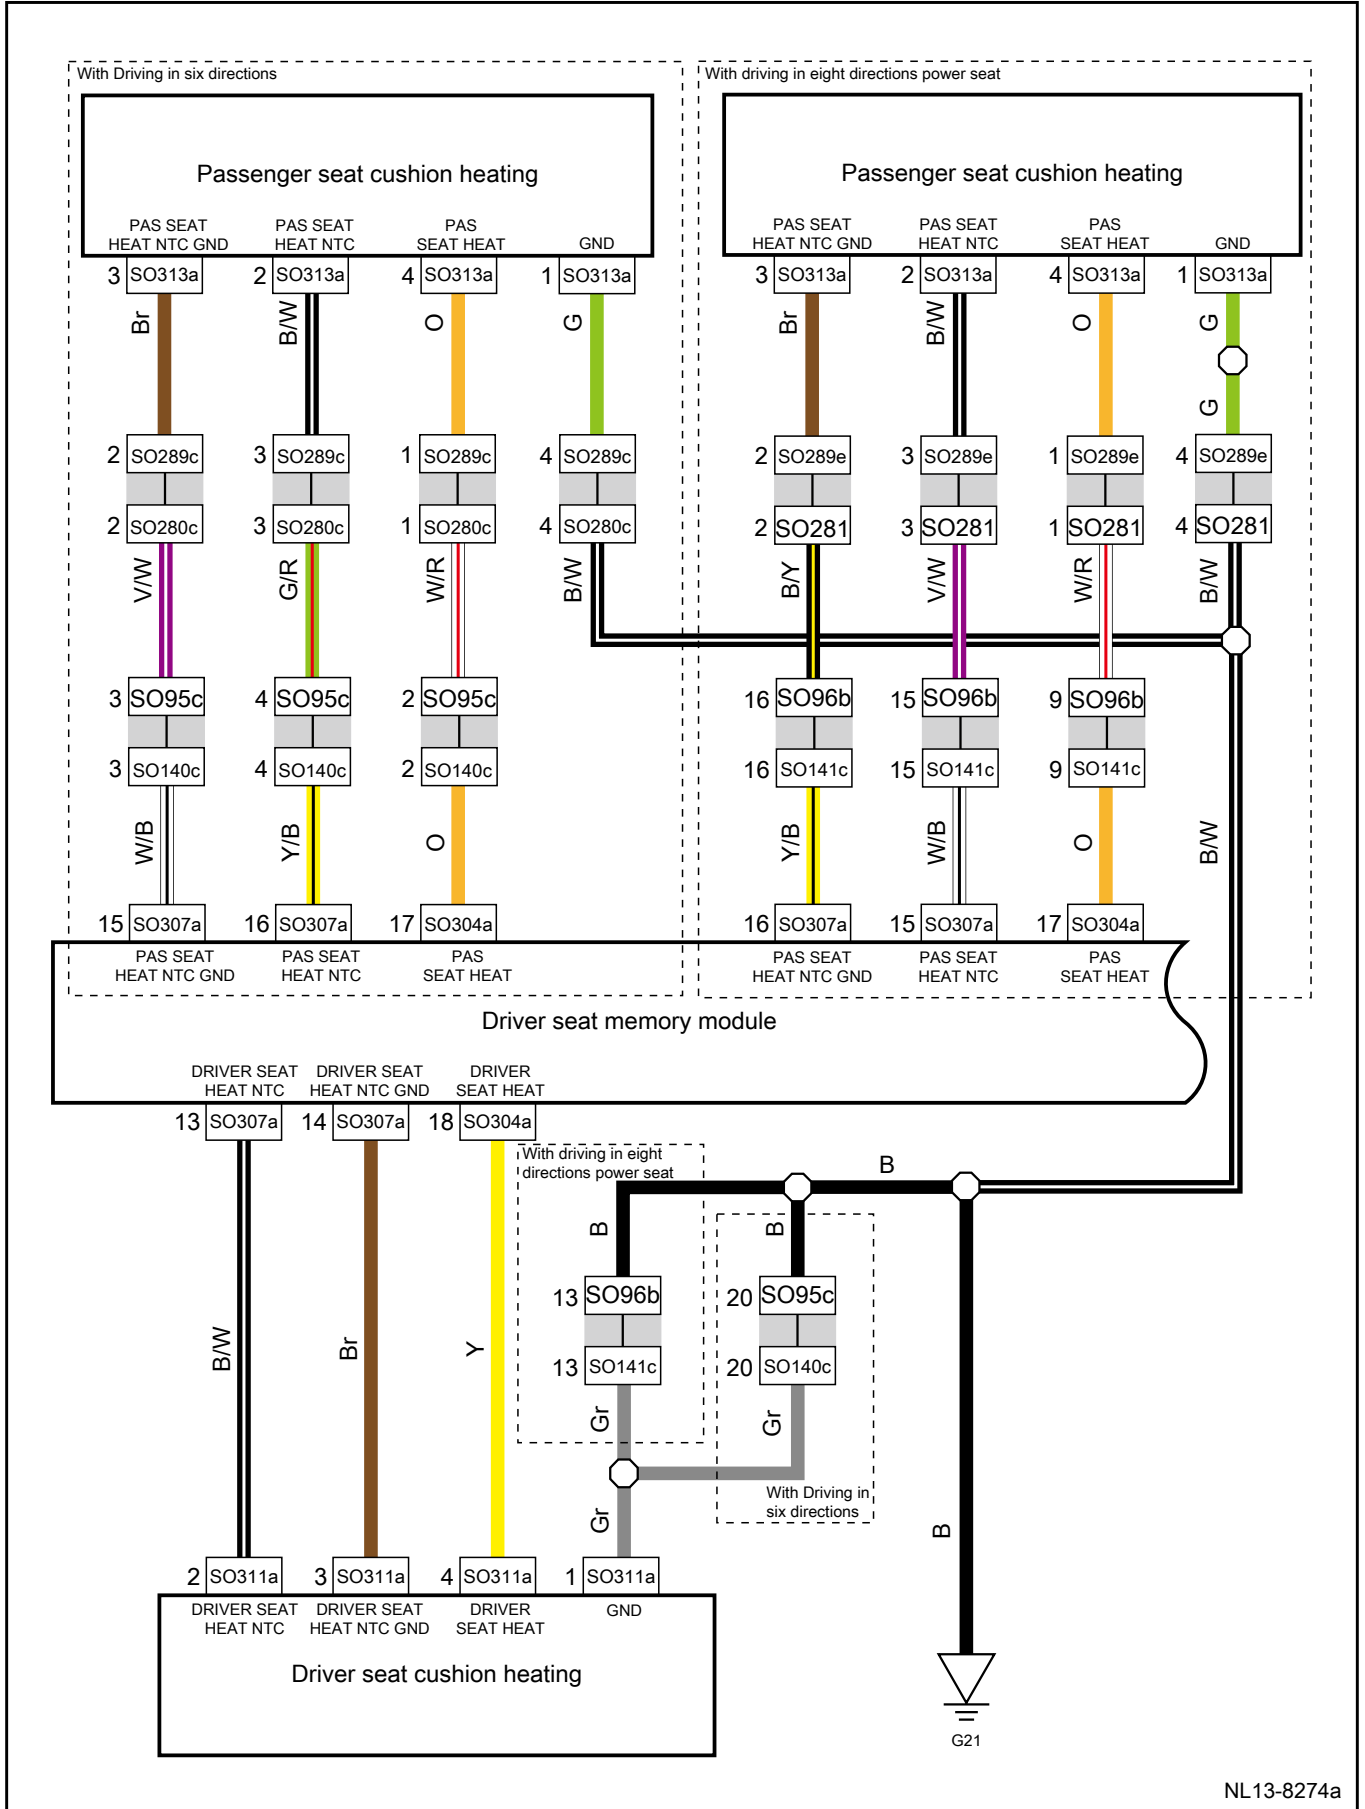 With Driving in six directions
With driving in eight directions power seat
Passenger seat cushion heating
Passenger seat cushion heating
PAS SEAT
HEAT NTC GND
PAS SEAT
HEAT NTC
PAS
SEAT HEAT
GND
PAS SEAT
HEAT NTC GND
PAS SEAT
HEAT NTC
PAS
SEAT HEAT
GND
3 SO313a
2 SO313a
4 SO313a
1 SO313a
3 SO313a
2 SO313a
4 SO313a
1 SO313a
Br
B/W
O
G
Br
B/W
O
G
G
2 SO289c
3 SO289c
1 SO289c
4 SO289c
2 SO289e
3 SO289e
1 SO289e
4 SO289e
2 SO280c
3 SO280c
1 SO280c
4 SO280c
2 SO281
3 SO281
1 SO281
4 SO281
V/W
G/R
W/R
B/W
B/Y
V/W
W/R
B/W
3 SO95c
4 SO95c
2 SO95c
16 SO96b
15 SO96b
9 SO96b
3 SO140c
4 SO140c
2 SO140c
16 SO141c
15 SO141c
9 SO141c
W/B
Y/B
O
Y/B
W/B
O
B/W
15 SO307a
16 SO307a
17 SO304a
16 SO307a
15 SO307a
17 SO304a
PAS SEAT
HEAT NTC GND
PAS SEAT
HEAT NTC
PAS
SEAT HEAT
PAS SEAT
HEAT NTC GND
PAS SEAT
HEAT NTC
PAS
SEAT HEAT
Driver seat memory module
DRIVER SEAT
HEAT NTC
DRIVER SEAT
HEAT NTC GND
DRIVER
SEAT HEAT
13 SO307a
14 SO307a
18 SO304a
With driving in eight
directions power seat
B
B
B
13 SO96b
20 SO95c
13 SO141c
20 SO140c
B/W
Br
Y
Gr
Gr
With Driving in
six directions
Gr
B
2 SO311a
3 SO311a
4 SO311a
1 SO311a
DRIVER SEAT
HEAT NTC
DRIVER SEAT
HEAT NTC GND
DRIVER
SEAT HEAT
GND
Driver seat cushion heating
G21
NL13-8274a